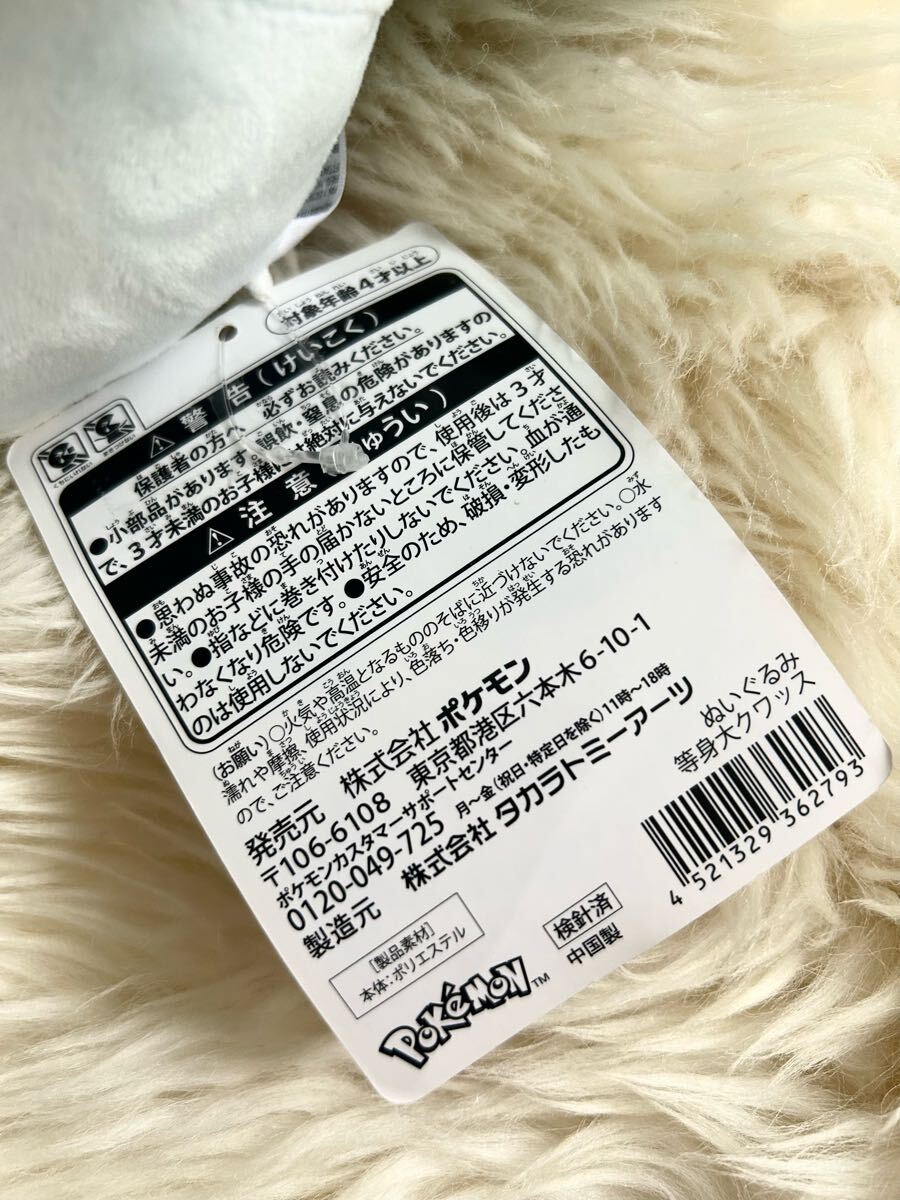 対象年齢4才以上
くちにいれない
まきつけない
警告(けいこく)
保護者の方へ 必ずお読みください。
●小部品があります。誤飲・窒息の危険がありますの
で、3才未満のお子様には絶対に与えないでください。
注意 ゅうい)
●思わぬ事故の恐れがありますので、使用後は3才
未満のお子様の手の届かないところに保管してくださ
い。●指などに巻き付けたりしないでください。血が通
わなくなり危険です。●安全のため、破損・変形したも
のは使用しないでください。
(お願い)○火気や高温となるもののそばに近づけないでください。○水
濡れや摩擦、使用状況により、色落ち・色移りが発生する恐れがあります
ので、ご注意ください。
発売元 株式会社ポケモン
〒106-6108 東京都港区六本木6-10-1
ポケモンカスタマーサポートセンター
0120-049-725 月〜金(祝日・特定日を除く)11時〜18時
製造元 株式会社タカラトミーアーツ
[製品素材]
本体:ポリエステル
検針済
中国製
POKéMON™
ぬいぐるみ
等身大クワッス
4 521329 362793